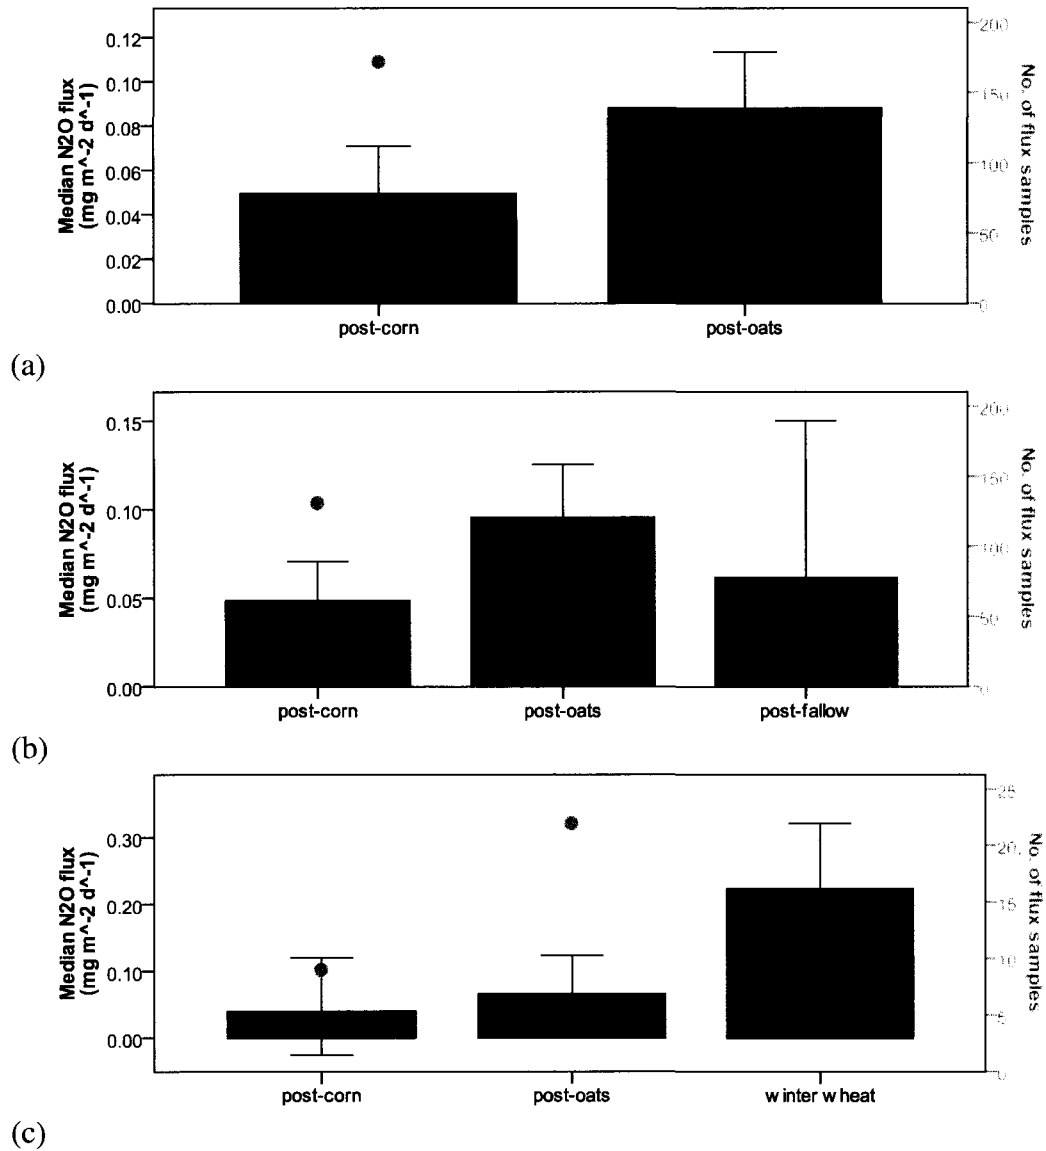 0.12
0.10
0.08
0.06
0.04
0.02
0.00
Median N2O flux
(mg m^-2 d^-1)
200
150
100
50
0
No. of flux samples
post-corn
post-oats
(a)
0.15
0.10
0.05
0.00
Median N2O flux
(mg m^-2 d^-1)
200
150
100
50
0
No. of flux samples
post-corn
post-oats
post-fallow
(b)
0.30
0.20
0.10
0.00
Median N2O flux
(mg m^-2 d^-1)
25
20
15
10
5
0
No. of flux samples
post-corn
post-oats
winter wheat
(c)